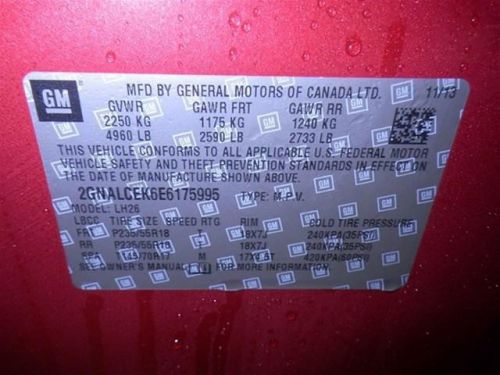 GM
MFD BY GENERAL MOTORS OF CANADA LTD. 11/13
GVWR GAWR FRT GAWR RR
2250 KG 1175 KG 1240 KG
4960 LB 2590 LB 2733 LB
THIS VEHICLE CONFORMS TO ALL APPLICABLE U.S. FEDERAL MOTOR
VEHICLE SAFETY AND THEFT PREVENTION STANDARDS IN EFFECT ON
THE DATE OF MANUFACTURE SHOWN ABOVE.
2GNALCEK6E6175995 TYPE: M.P.V.
MODEL: LH26
LOCC TIRE SIZE SPEED RTG RIM COLD TIRE PRESSURE
FRT P235/55R18 T 18X7J 240KPA(35PSI)
RR P235/55R18 T 18X7J 240KPA(35PSI)
SPA T145/70R17 M 17X4.5T 420KPA(60PSI)
SEE OWNER'S MANUAL FOR MORE INFORMATION.